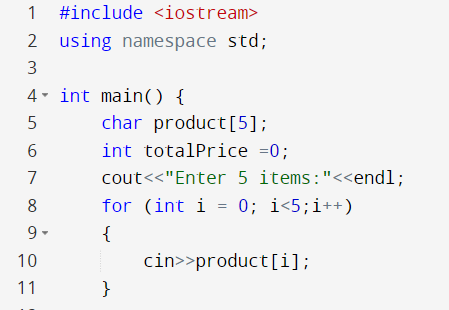 1 #include <iostream>
2 using namespace std;
3
4 int main() {
5 char product[5];
6 int totalPrice =0;
7 cout<<"Enter 5 items:"<<endl;
8 for (int i = 0; i<5;i++)
9 {
10 cin>>product[i];
11 }